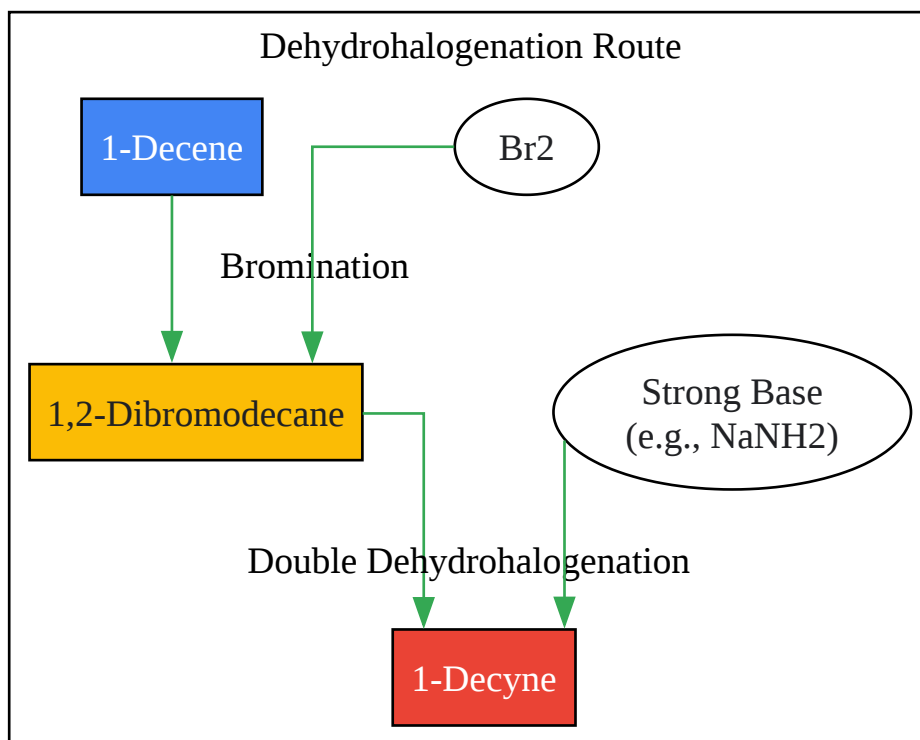 Dehydrohalogenation Route
1-Decene
Br2
Bromination
1,2-Dibromodecane
Strong Base
(e.g., NaNH2)
Double Dehydrohalogenation
1-Decyne